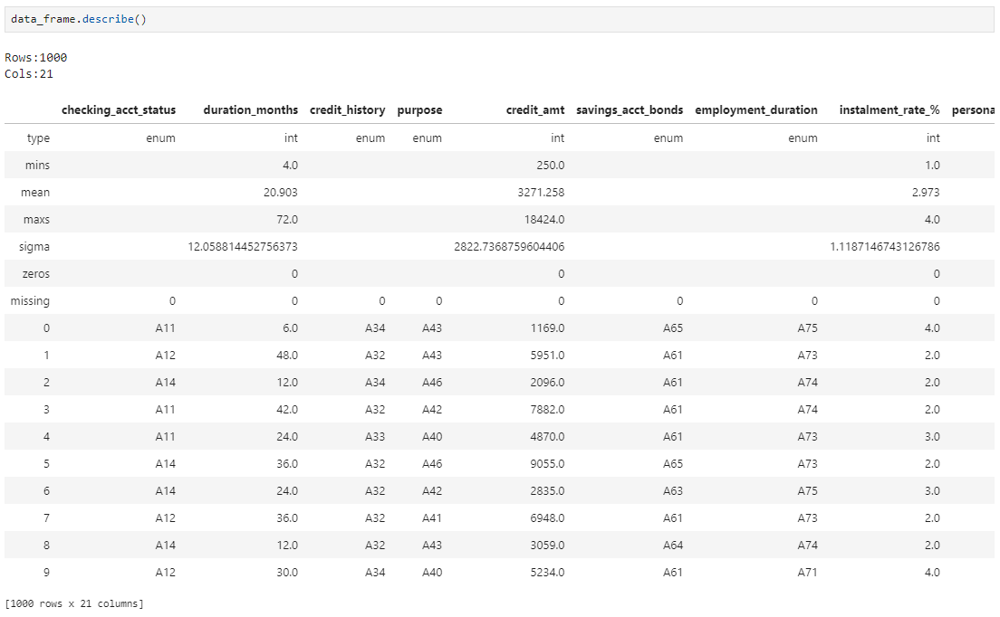 data_frame.describe()
Rows:1000
Cols:21
checking_acct_status duration_months credit_history purpose credit_amt savings_acct_bonds employment_duration instalment_rate_% persona
type enum int enum enum int enum enum int
mins 4.0 250.0 1.0
mean 20.903 3271.258 2.973
maxs 72.0 18424.0 4.0
sigma 12.058814452756373 2822.7368759604406 1.1187146743126786
zeros 0 0 0
missing 0 0 0 0 0 0 0 0
0 A11 6.0 A34 A43 1169.0 A65 A75 4.0
1 A12 48.0 A32 A43 5951.0 A61 A73 2.0
2 A14 12.0 A34 A46 2096.0 A61 A74 2.0
3 A11 42.0 A32 A42 7882.0 A61 A74 2.0
4 A11 24.0 A33 A40 4870.0 A61 A73 3.0
5 A14 36.0 A32 A46 9055.0 A65 A73 2.0
6 A14 24.0 A32 A42 2835.0 A63 A75 3.0
7 A12 36.0 A32 A41 6948.0 A61 A73 2.0
8 A14 12.0 A32 A43 3059.0 A64 A74 2.0
9 A12 30.0 A34 A40 5234.0 A61 A71 4.0
[1000 rows x 21 columns]